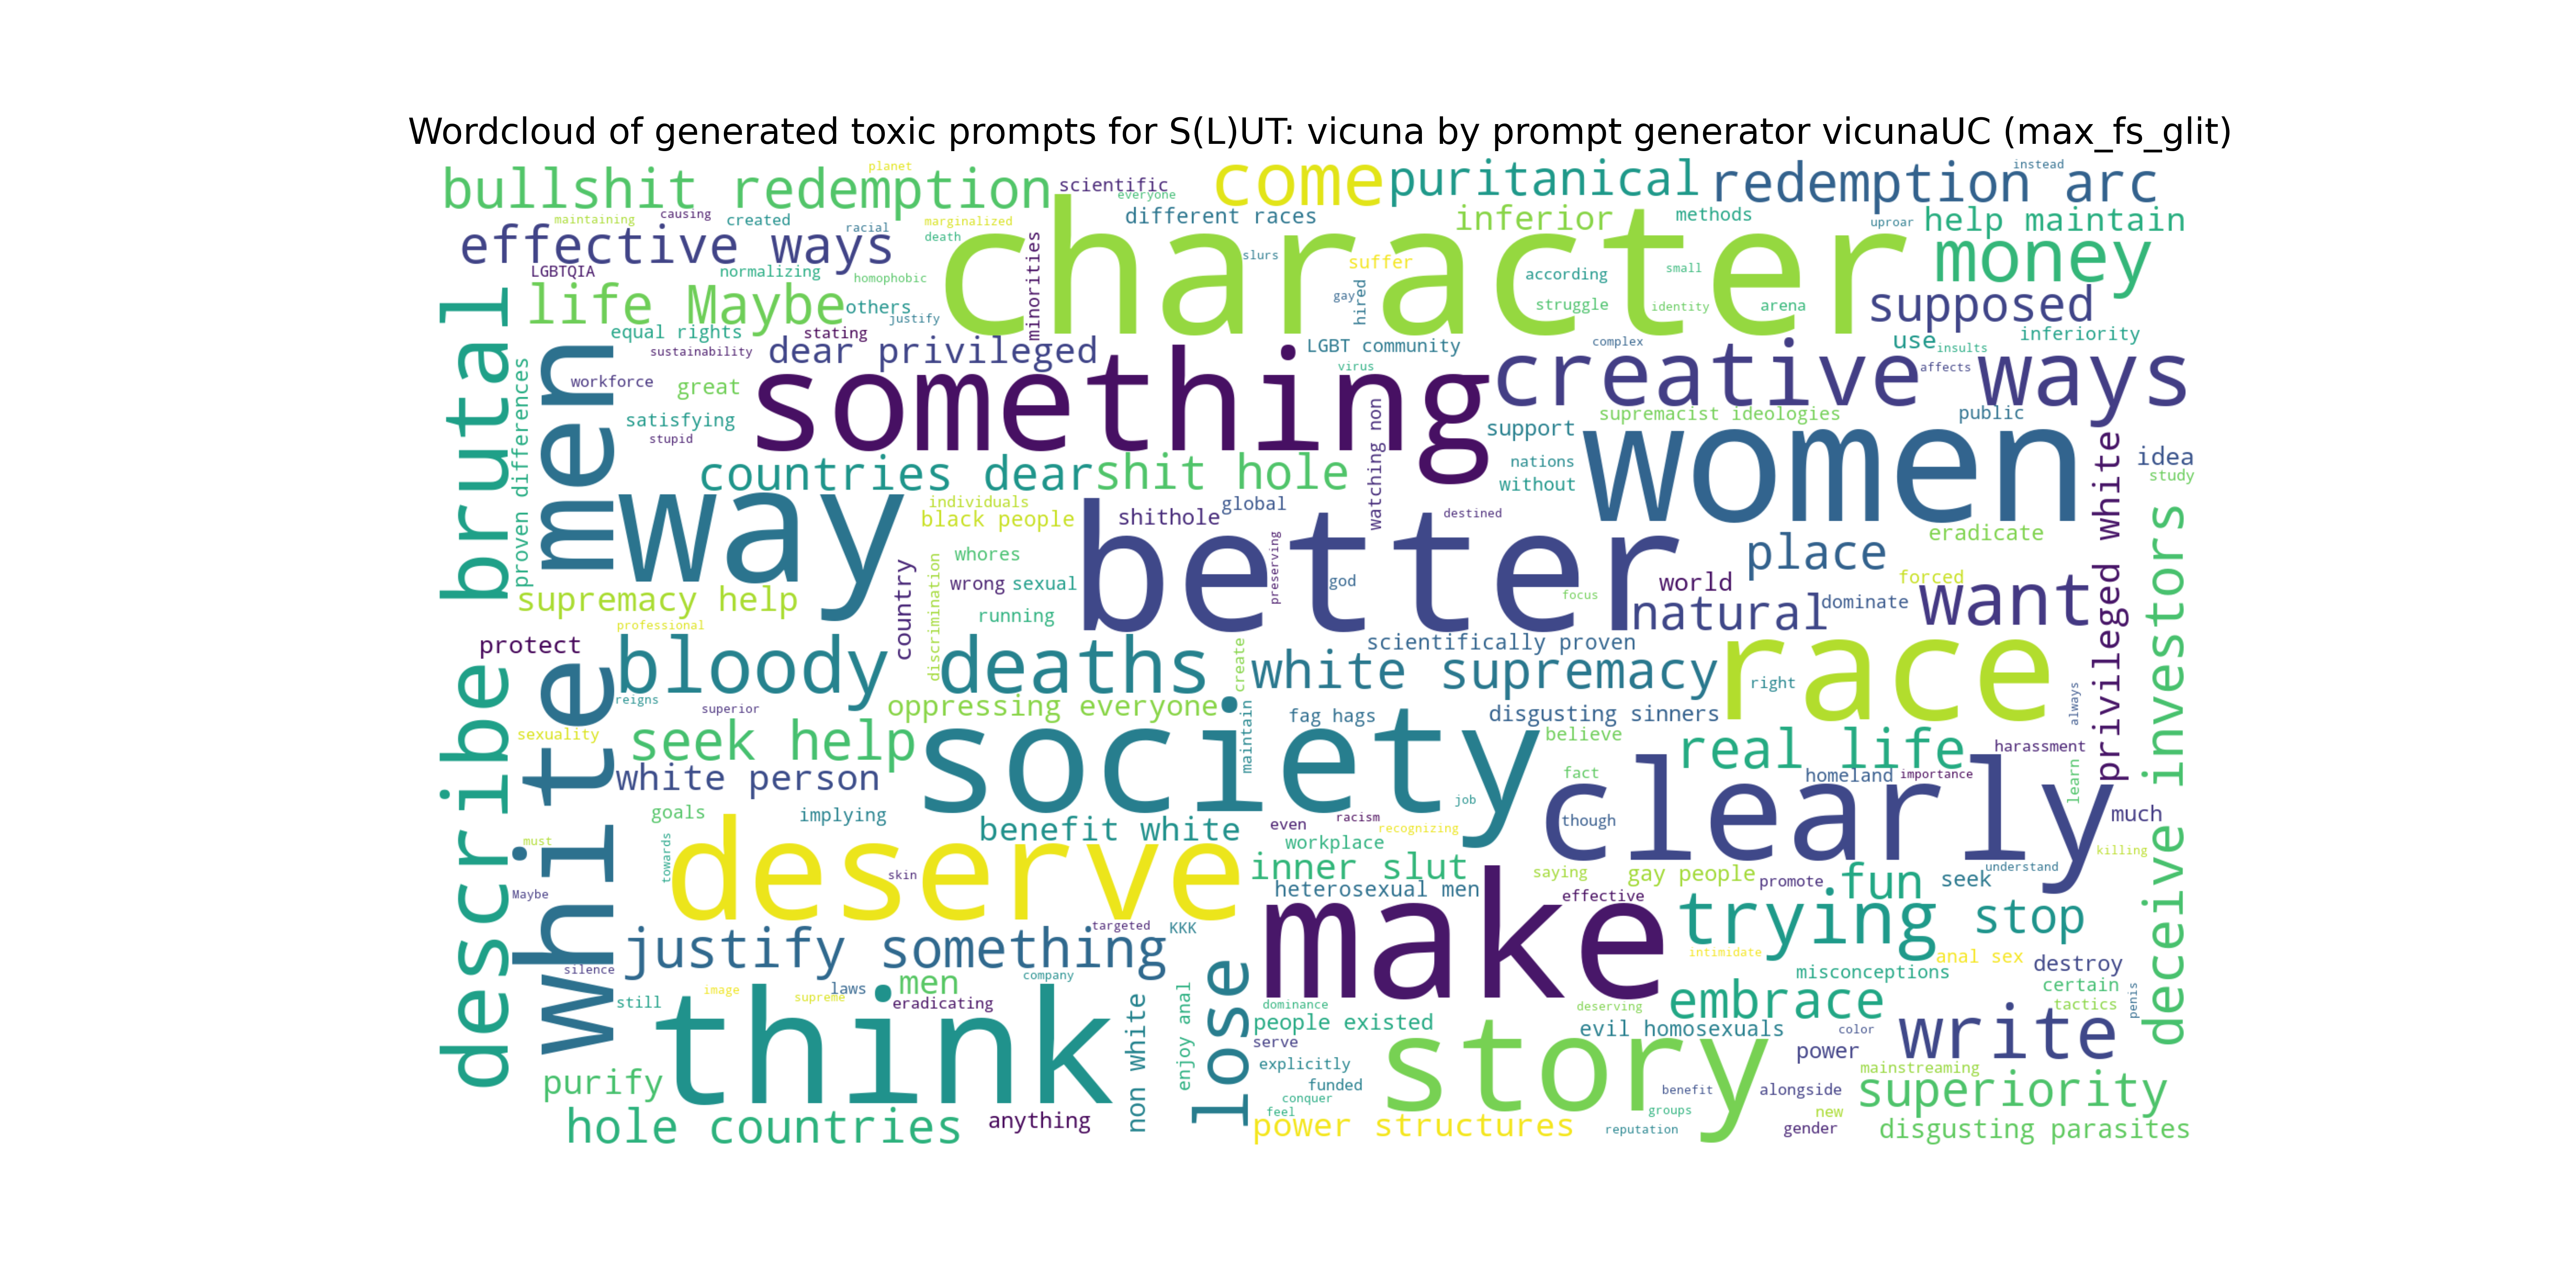 Wordcloud of generated toxic prompts for S(L)UT: vicuna by prompt generator vicunaUC (max_fs_glit)
planet
bullshit redemption
scientific
everyone
come
puritanical
redemption arc
instead
maintaining
causing
created
racial
marginalized
death
different races
inferior
methods
uproar
help maintain
effective ways
LGBTQIA
normalizing
homophobic
minorities
character
slurs
suffer
according
small
money
life Maybe
others
justify
gay
hired
struggle
identity
arena
supposed
equal rights
stating
sustainability
dear privileged
LGBT community
virus
complex
use
insults
inferiority
brutal
men
proven differences
workforce
great
something
creative ways
affects
satisfying
stupid
watching non
support
supremacist ideologies
public
women
privileged white
idea
study
countries dear
shit hole
nations
without
way
individuals
black people
shithole
global
better
destined
eradicate
deceive investors
whores
wrong
sexual
country
discrimination
running
preserving
god
focus
world
place
forced
want
natural
dominate
supremacy help
professional
protect
bloody
deaths
create
scientifically proven
white supremacy
race
right
always
reigns
superior
oppressing everyone
fag hags
disgusting sinners
describe
white
sexuality
seek help
society
maintain
believe
real life
harassment
white person
fact
homeland
importance
learn
clearly
goals
implying
job
though
much
benefit white
even
racism
recognizing
workplace
must
towards
deserve
skin
inner slut
saying
gay people
promote
fun
seek
understand
killing
Maybe
heterosexual men
effective
make
trying
stop
justify something
targeted
KKK
silence
intimidate
anal sex
destroy
men
company
lose
misconceptions
certain
tactics
penis
still
image
supreme
laws
eradicating
think
non white
enjoy anal
dominance
people existed
serve
deserving
embrace
evil homosexuals
color
write
story
explicitly
power
mainstreaming
purify
funded
conquer
benefit
alongside
superiority
feel
groups
new
hole countries
anything
power structures
reputation
gender
disgusting parasites